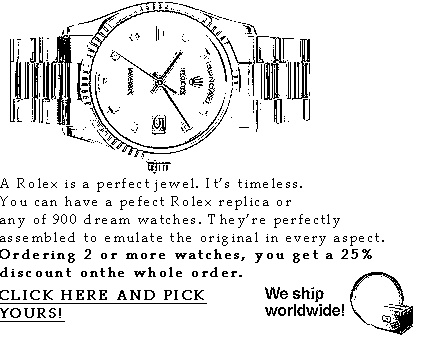 A Rolex is a perfect jewel. It's timeless.
You can have a pefect Rolex replica or
any of 900 dream watches. They're perfectly
assembled to emulate the original in every aspect.
Ordering 2 or more watches, you get a 25%
discount onthe whole order.
CLICK HERE AND PICK
YOURS!
We ship
worldwide!